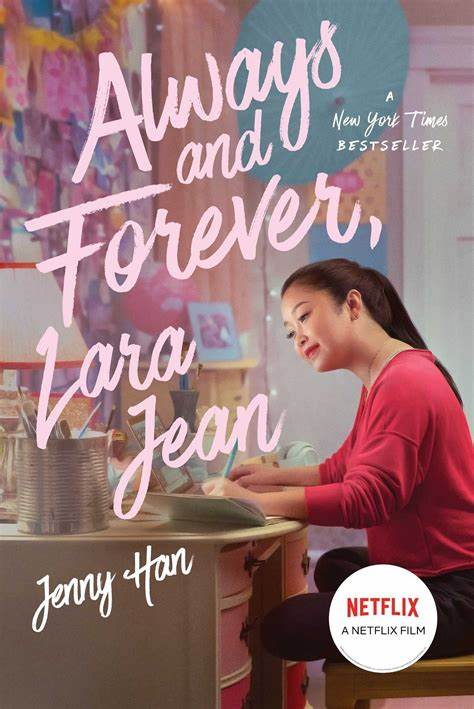 Always
and
Forever,
Lara
Jean
A
New York Times
BESTSELLER
Jenny Han
NETFLIX
A NETFLIX FILM